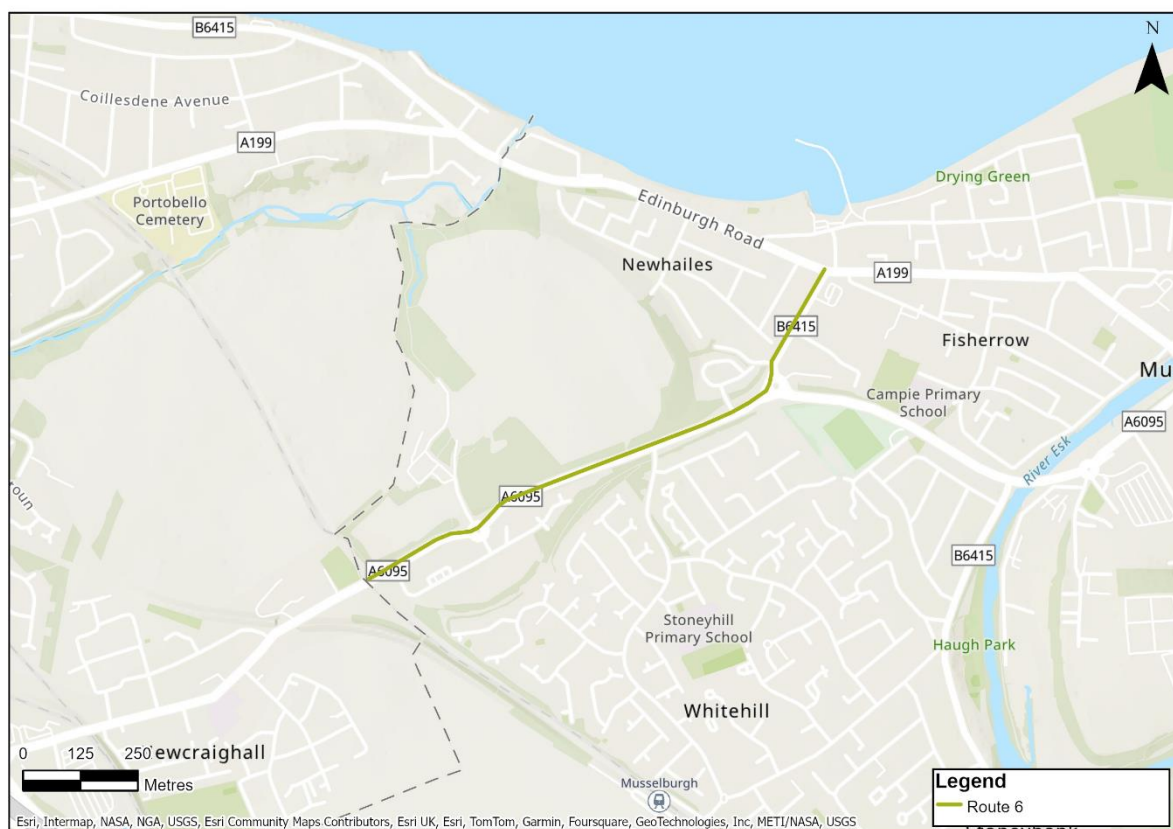 B6415
N
Coillesdene Avenue
A199
Drying Green
Portobello
Cemetery
Edinburgh Road
Newhailes
A199
B6415
Fisherrow
Mu
Campie Primary
School
A6095
River Esk
A6095
oun
B6415
A6095
Stoneyhill
Primary School
Haugh Park
Whitehill
0 125 250
Metres
ewcraighall
Musselburgh
Legend
Route 6
Esri, Intermap, NASA, NGA, USGS, Esri Community Maps Contributors, Esri UK, Esri, TomTom, Garmin, Foursquare, GeoTechnologies, Inc, METI/NASA, USGS